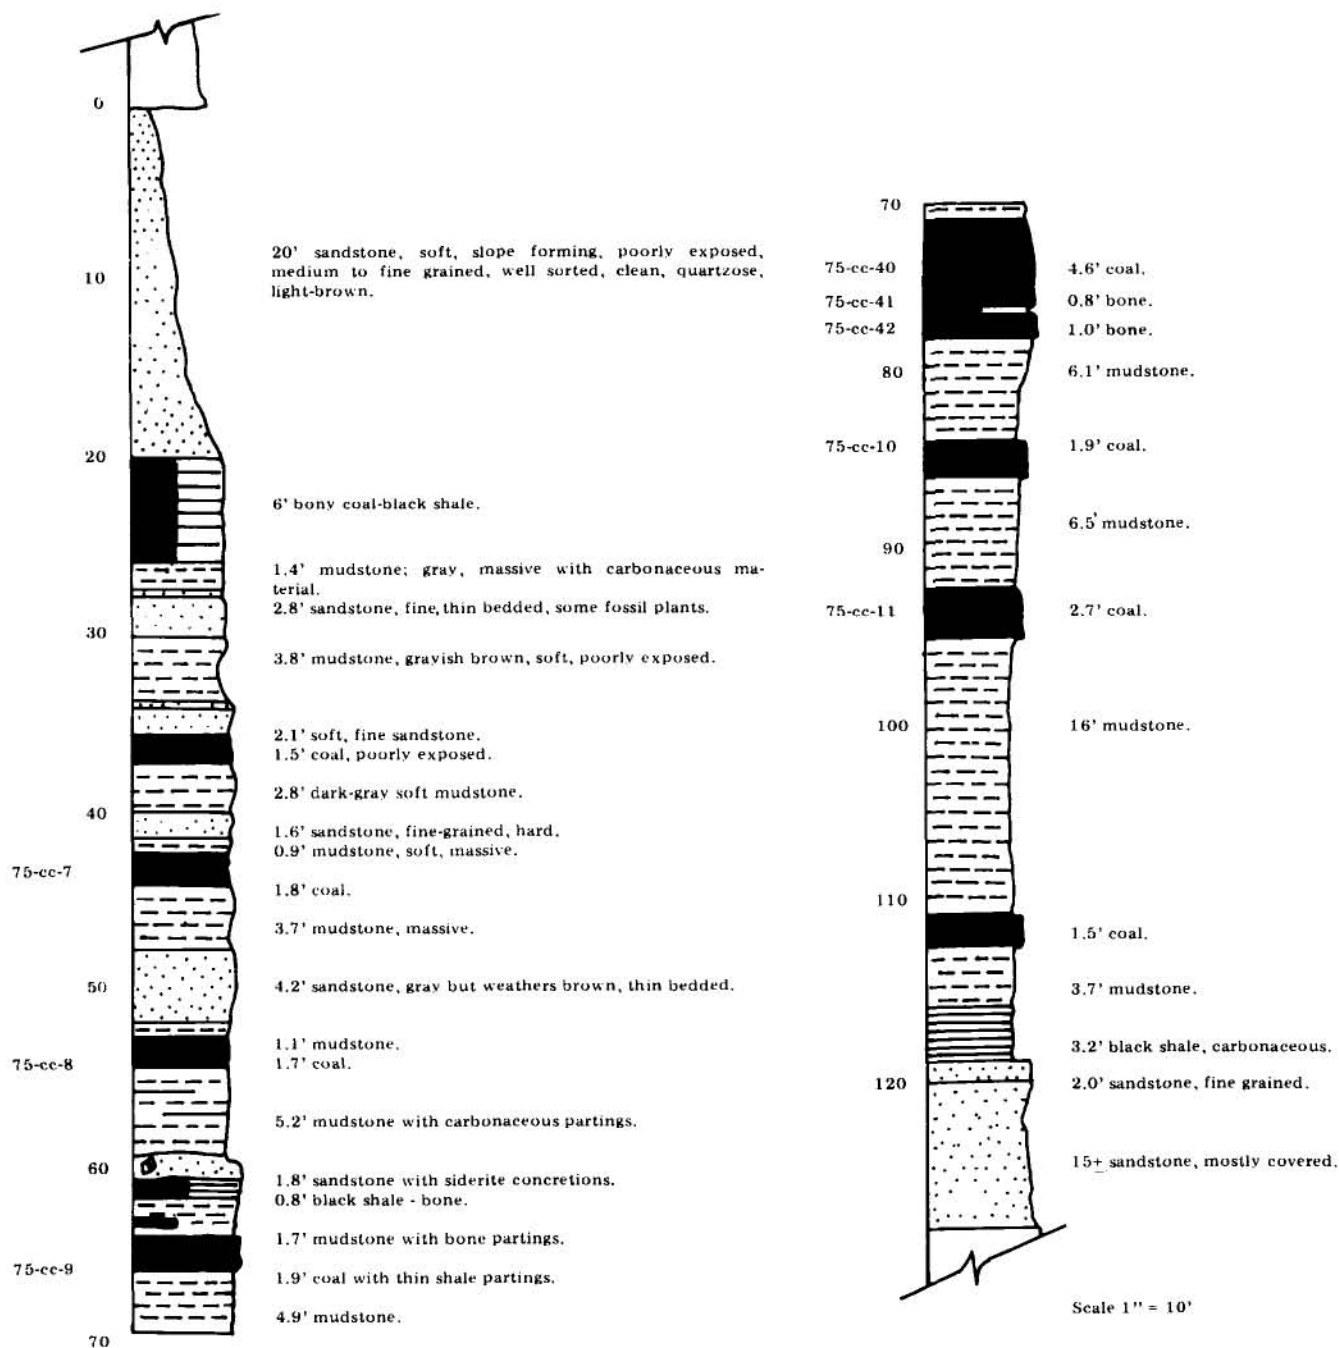 0
20' sandstone, soft, slope forming, poorly exposed,
medium to fine grained, well sorted, clean, quartzose,
light-brown.
10
20
6' bony coal-black shale.
1.4' mudstone; gray, massive with carbonaceous ma-
terial.
2.8' sandstone, fine, thin bedded, some fossil plants.
30
3.8' mudstone, grayish brown, soft, poorly exposed.
2.1' soft, fine sandstone.
1.5' coal, poorly exposed.
2.8' dark-gray soft mudstone.
40
1.6' sandstone, fine-grained, hard.
0.9' mudstone, soft, massive.
75-cc-7
1.8' coal.
3.7' mudstone, massive.
50
4.2' sandstone, gray but weathers brown, thin bedded.
1.1' mudstone.
75-cc-8
1.7' coal.
5.2' mudstone with carbonaceous partings.
60
1.8' sandstone with siderite concretions.
0.8' black shale - bone.
1.7' mudstone with bone partings.
75-cc-9
1.9' coal with thin shale partings.
4.9' mudstone.
70
70
75-cc-40 4.6' coal.
75-cc-41 0.8' bone.
75-cc-42 1.0' bone.
80 6.1' mudstone.
75-cc-10 1.9' coal.
6.5' mudstone.
90
75-cc-11 2.7' coal.
100 16' mudstone.
110
1.5' coal.
3.7' mudstone.
3.2' black shale, carbonaceous.
120 2.0' sandstone, fine grained.
15± sandstone, mostly covered.
Scale 1" = 10'